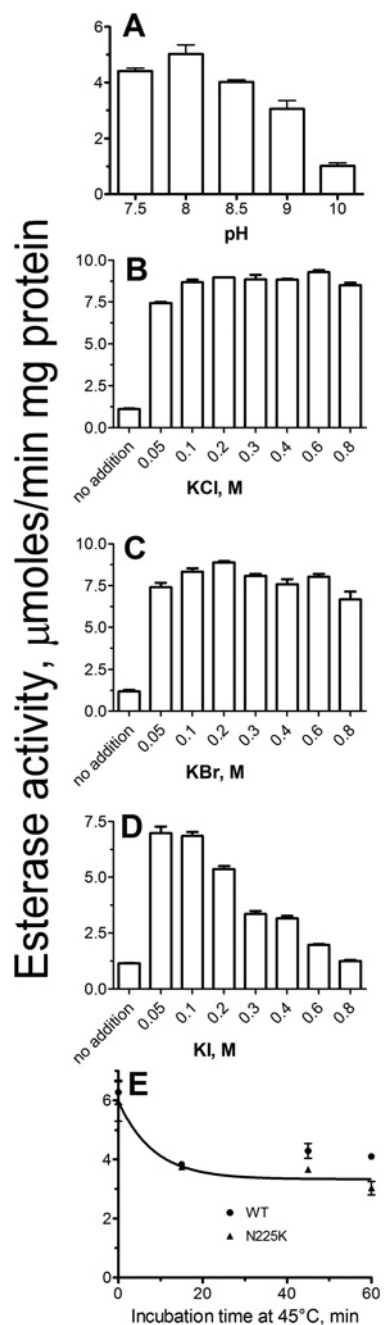 Esterase activity, μmoles/min mg protein
A
6
4
2
0
7.5 8 8.5 9 10
pH
B
10.0
7.5
5.0
2.5
0.0
no addition 0.05 0.1 0.2 0.3 0.4 0.6 0.8
KCl, M
C
10.0
7.5
5.0
2.5
0.0
no addition 0.05 0.1 0.2 0.3 0.4 0.6 0.8
KBr, M
D
7.5
5.0
2.5
0.0
no addition 0.05 0.1 0.2 0.3 0.4 0.6 0.8
KI, M
E
6
4
2
0
WT
N225K
0 20 40 60
Incubation time at 45°C, min